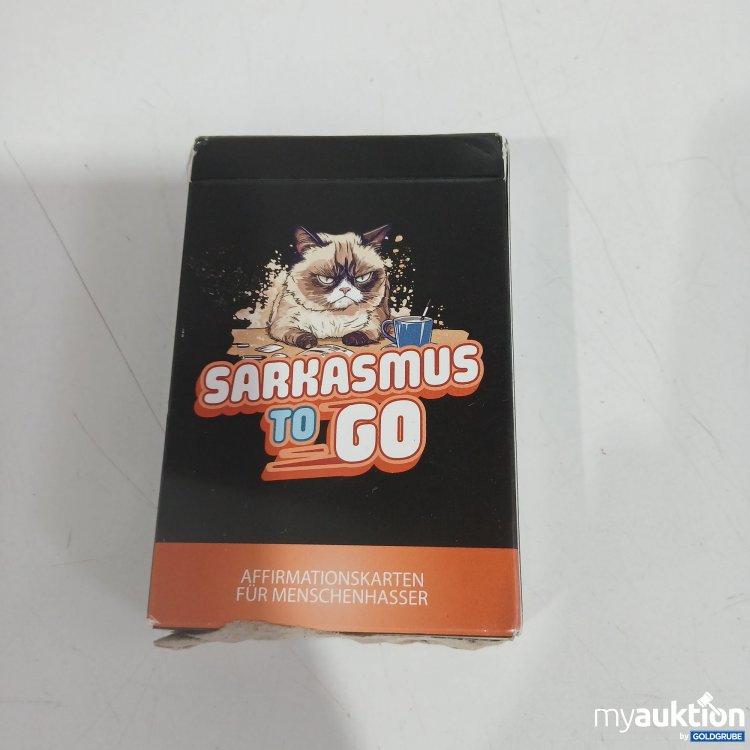 SARKASMUS
TO GO
AFFIRMATIONSKARTEN
FÜR MENSCHENHASSER
myauktion
by GOLDGRUBE